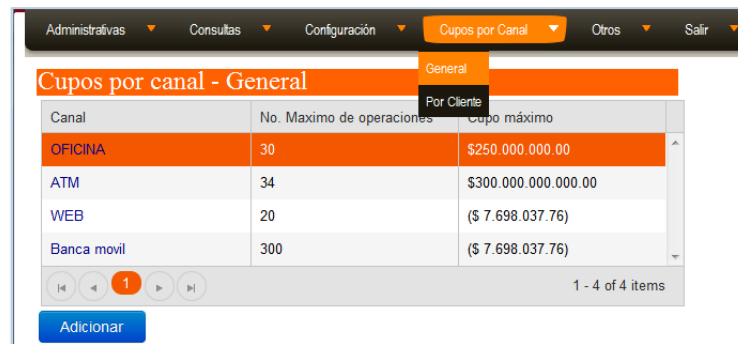 Administrativas Consultas Configuración Cupos por Canal Otros Salir
General
Por Cliente
Cupos por canal - General
Canal No. Maximo de operaciones Cupo máximo
OFICINA 30 $250.000.000.00
ATM 34 $300.000.000.000.00
WEB 20 ($ 7.698.037.76)
Banca movil 300 ($ 7.698.037.76)
1 1 - 4 of 4 items
Adicionar